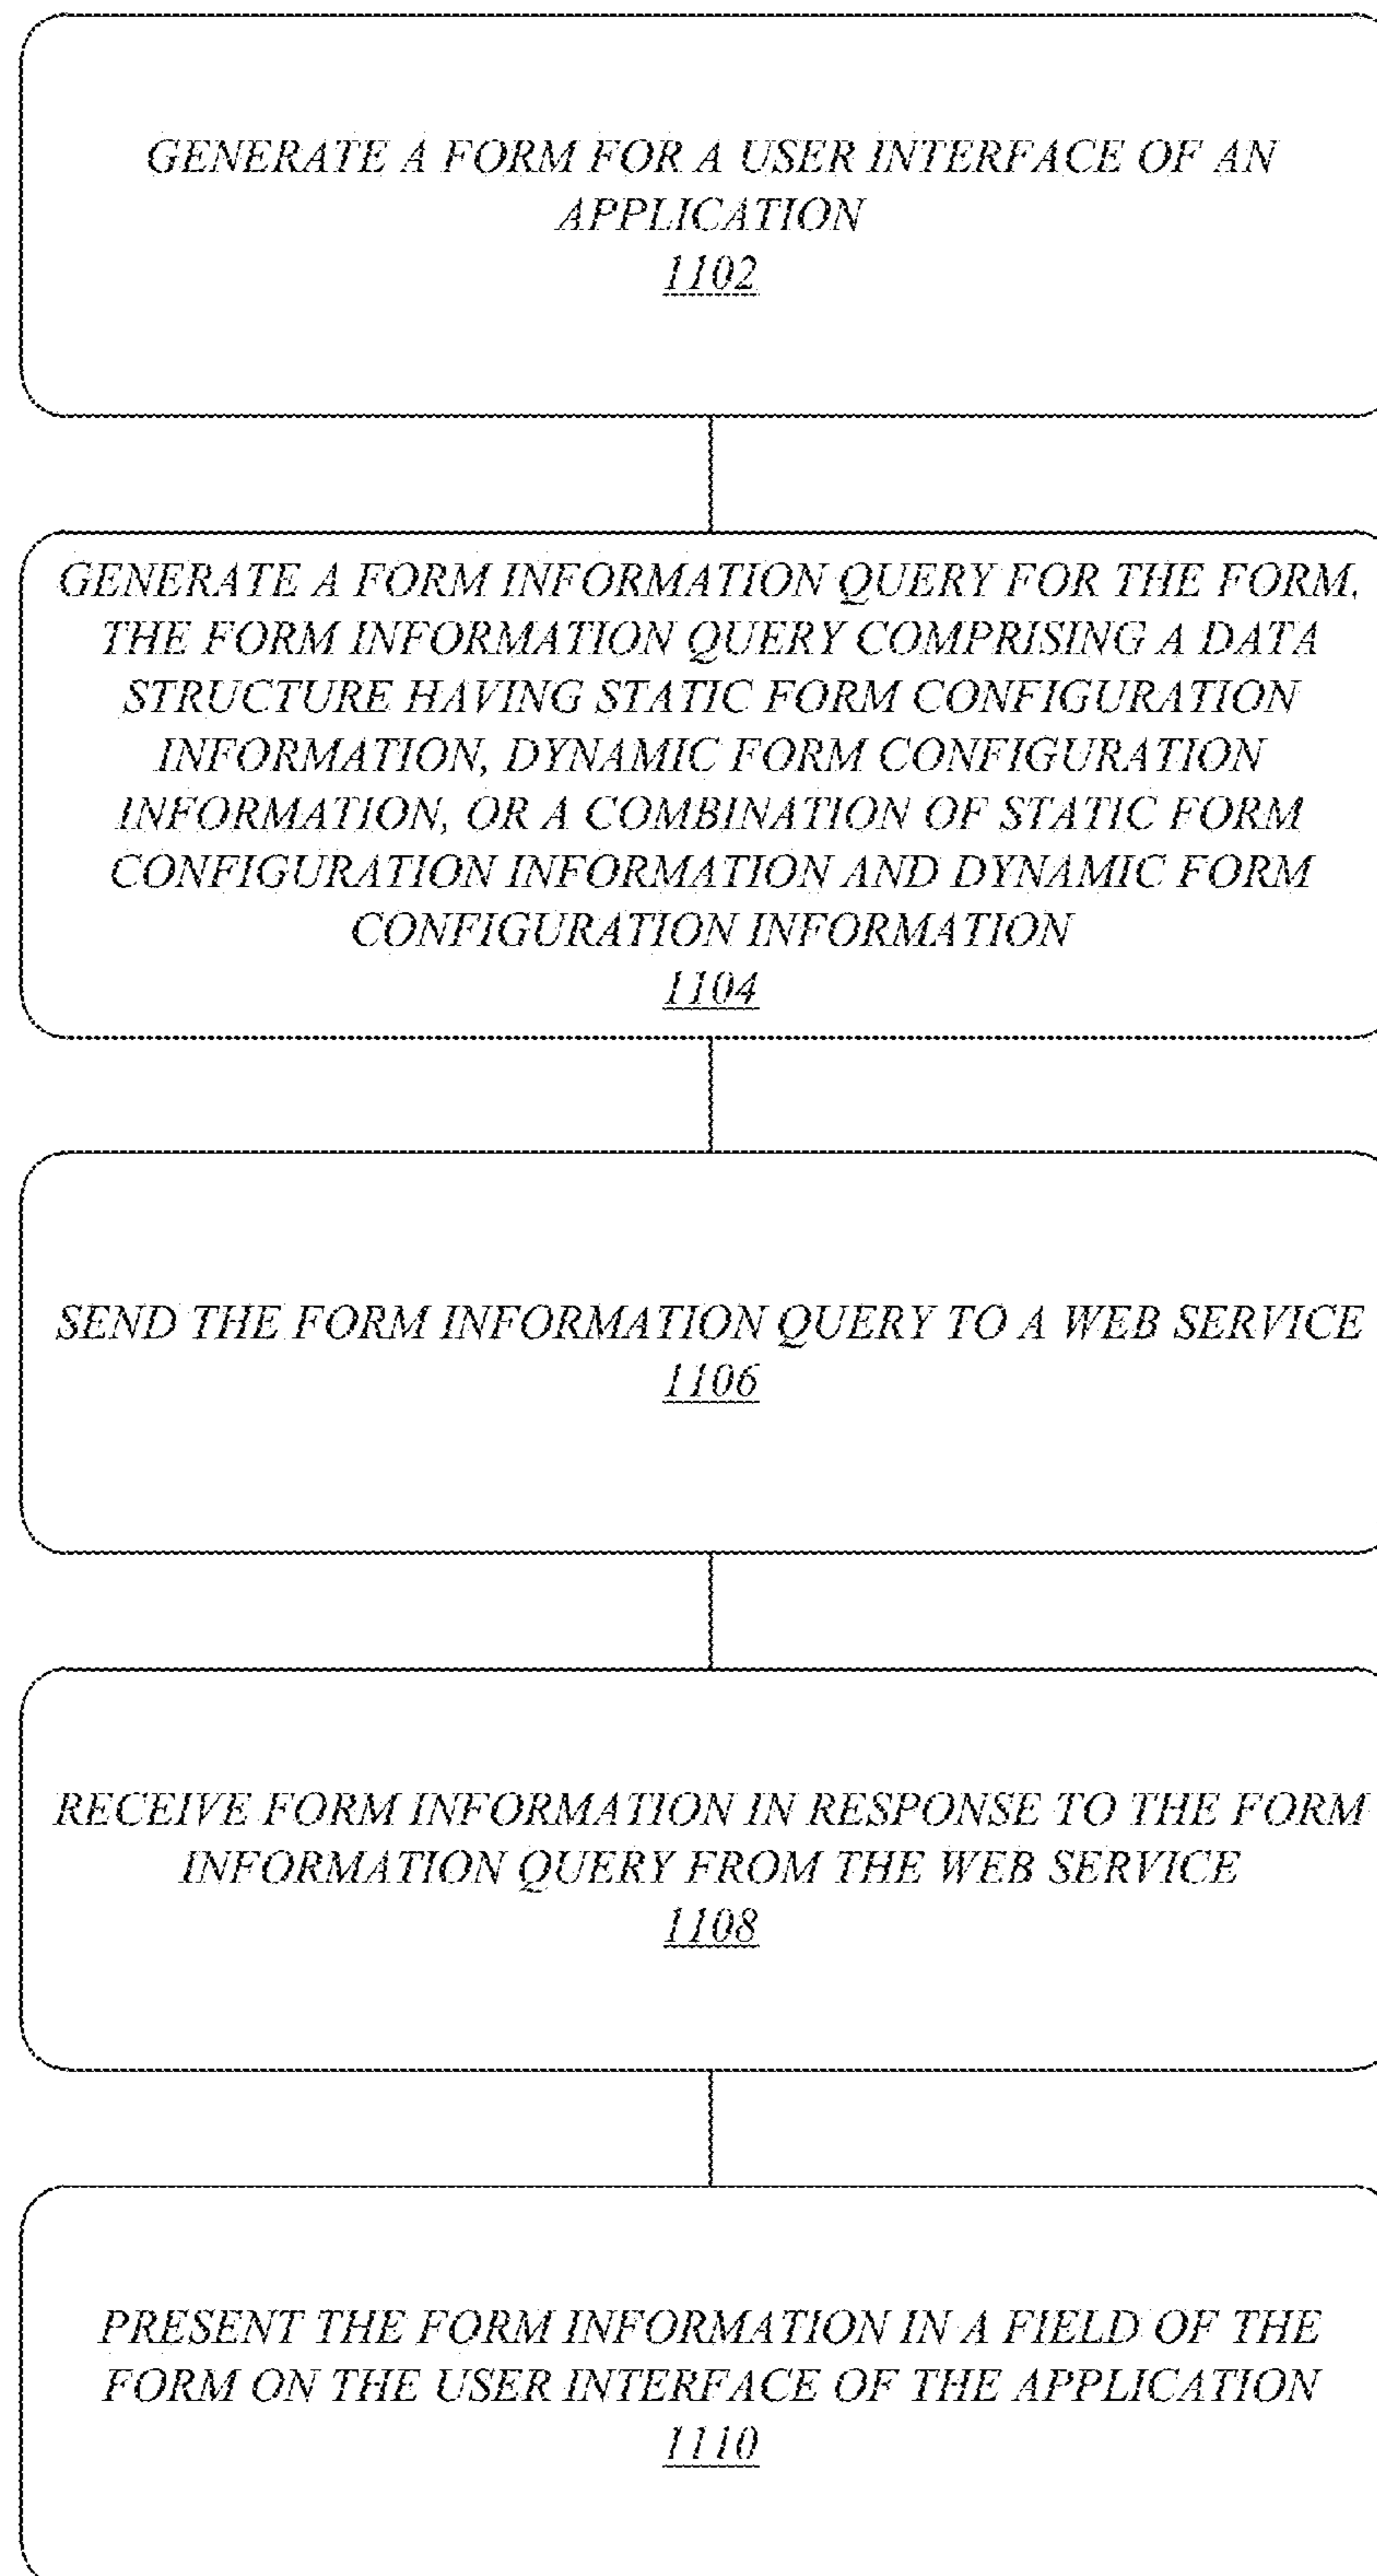 GENERATE A FORM FOR A USER INTERFACE OF AN
APPLICATION
1102
GENERATE A FORM INFORMATION QUERY FOR THE FORM,
THE FORM INFORMATION QUERY COMPRISING A DATA
STRUCTURE HAVING STATIC FORM CONFIGURATION
INFORMATION, DYNAMIC FORM CONFIGURATION
INFORMATION, OR A COMBINATION OF STATIC FORM
CONFIGURATION INFORMATION AND DYNAMIC FORM
CONFIGURATION INFORMATION
1104
SEND THE FORM INFORMATION QUERY TO A WEB SERVICE
1106
RECEIVE FORM INFORMATION IN RESPONSE TO THE FORM
INFORMATION QUERY FROM THE WEB SERVICE
1108
PRESENT THE FORM INFORMATION IN A FIELD OF THE
FORM ON THE USER INTERFACE OF THE APPLICATION
1110